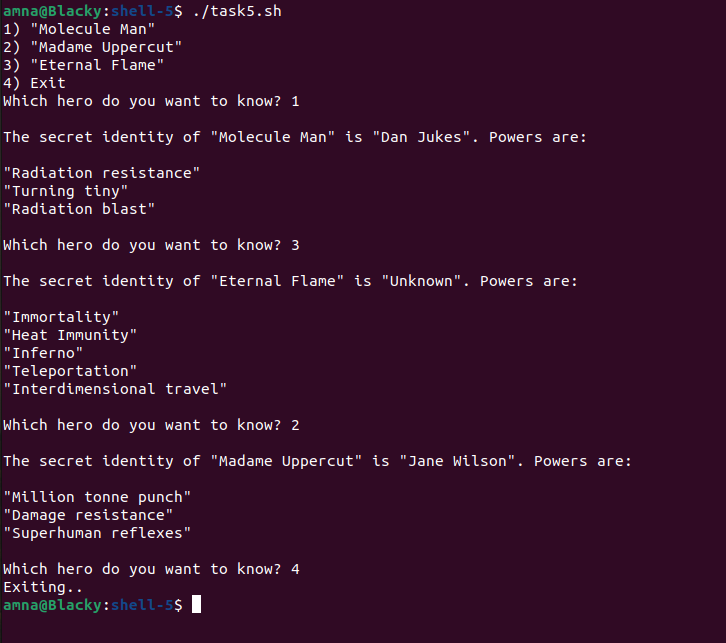 amna@Blacky:shell-5$ ./task5.sh
1) "Molecule Man"
2) "Madame Uppercut"
3) "Eternal Flame"
4) Exit
Which hero do you want to know? 1
The secret identity of "Molecule Man" is "Dan Jukes". Powers are:
"Radiation resistance"
"Turning tiny"
"Radiation blast"
Which hero do you want to know? 3
The secret identity of "Eternal Flame" is "Unknown". Powers are:
"Immortality"
"Heat Immunity"
"Inferno"
"Teleportation"
"Interdimensional travel"
Which hero do you want to know? 2
The secret identity of "Madame Uppercut" is "Jane Wilson". Powers are:
"Million tonne punch"
"Damage resistance"
"Superhuman reflexes"
Which hero do you want to know? 4
Exiting..
amna@Blacky:shell-5$